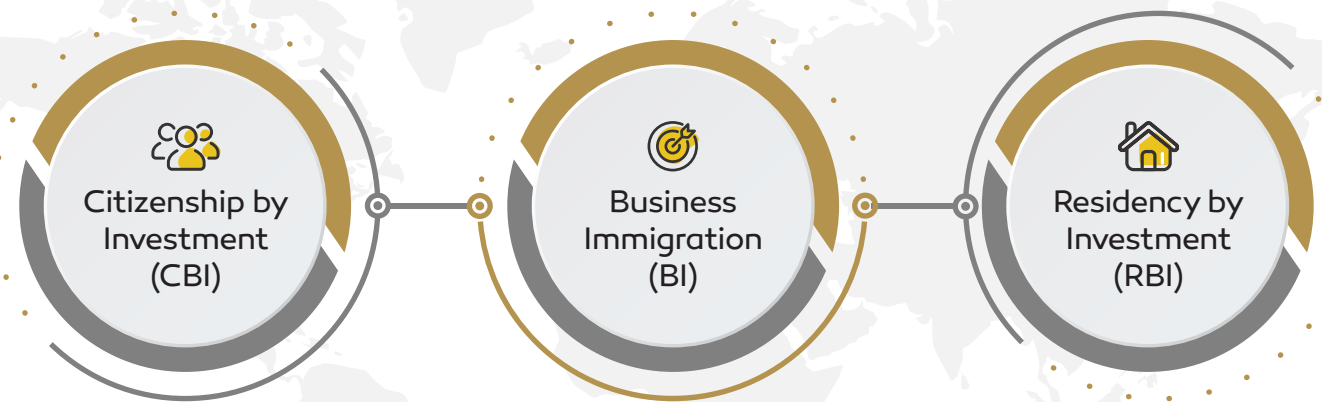 Citizenship by
Investment
(CBI)
Business
Immigration
(BI)
Residency by
Investment
(RBI)